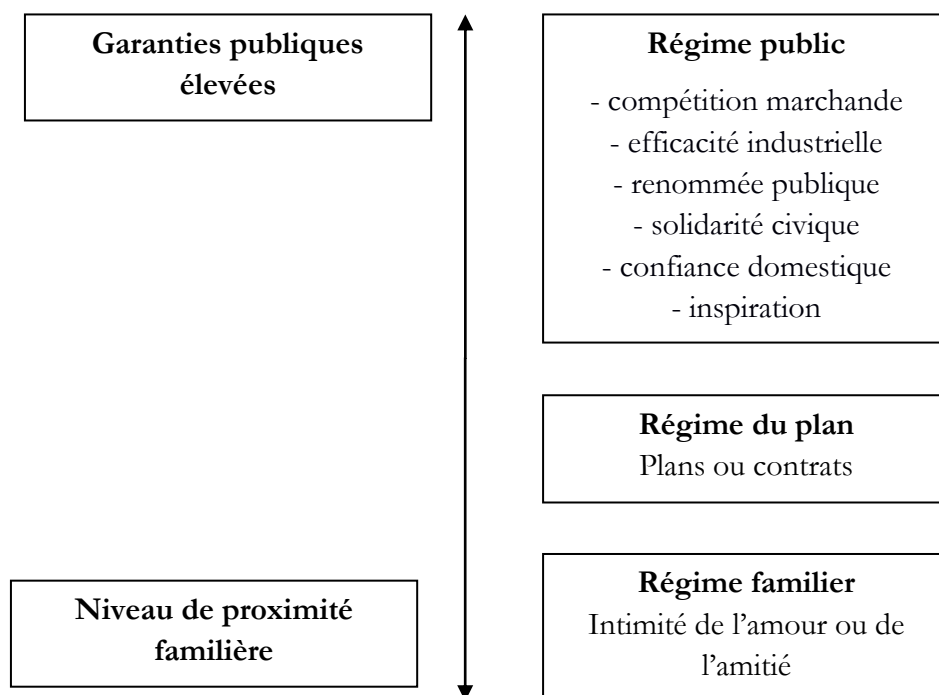 Garanties publiques
élevées
Régime public
- compétition marchande
- efficacité industrielle
- renommée publique
- solidarité civique
- confiance domestique
- inspiration
Régime du plan
Plans ou contrats
Niveau de proximité
familière
Régime familier
Intimité de l’amour ou de
l’amitié